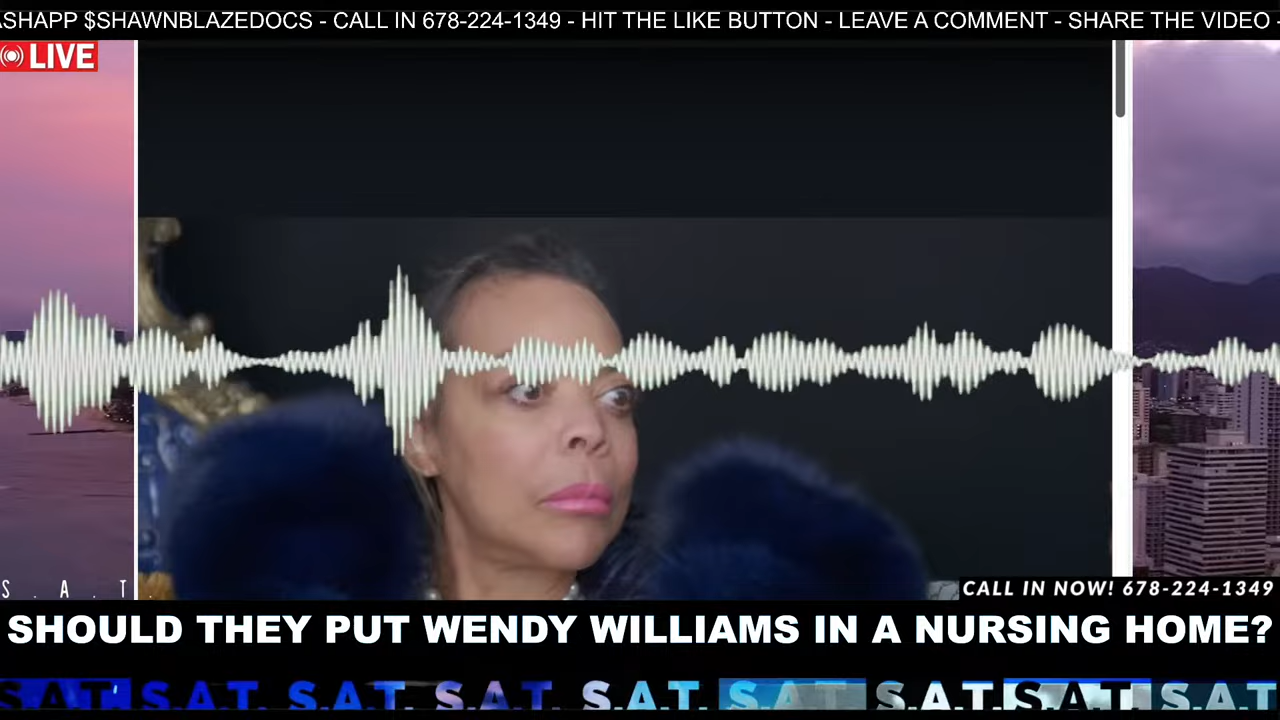 ASHAPP $SHAWNBLAZEDOCS - CALL IN 678-224-1349 - HIT THE LIKE BUTTON - LEAVE A COMMENT - SHARE THE VIDEO -
LIVE
S. A. T.
CALL IN NOW! 678-224-1349
SHOULD THEY PUT WENDY WILLIAMS IN A NURSING HOME?
S.A.T. S.A.T. S.A.T. S.A.T. S.A.T. S.A.T. S.A.T. S.A.T. S.A.T